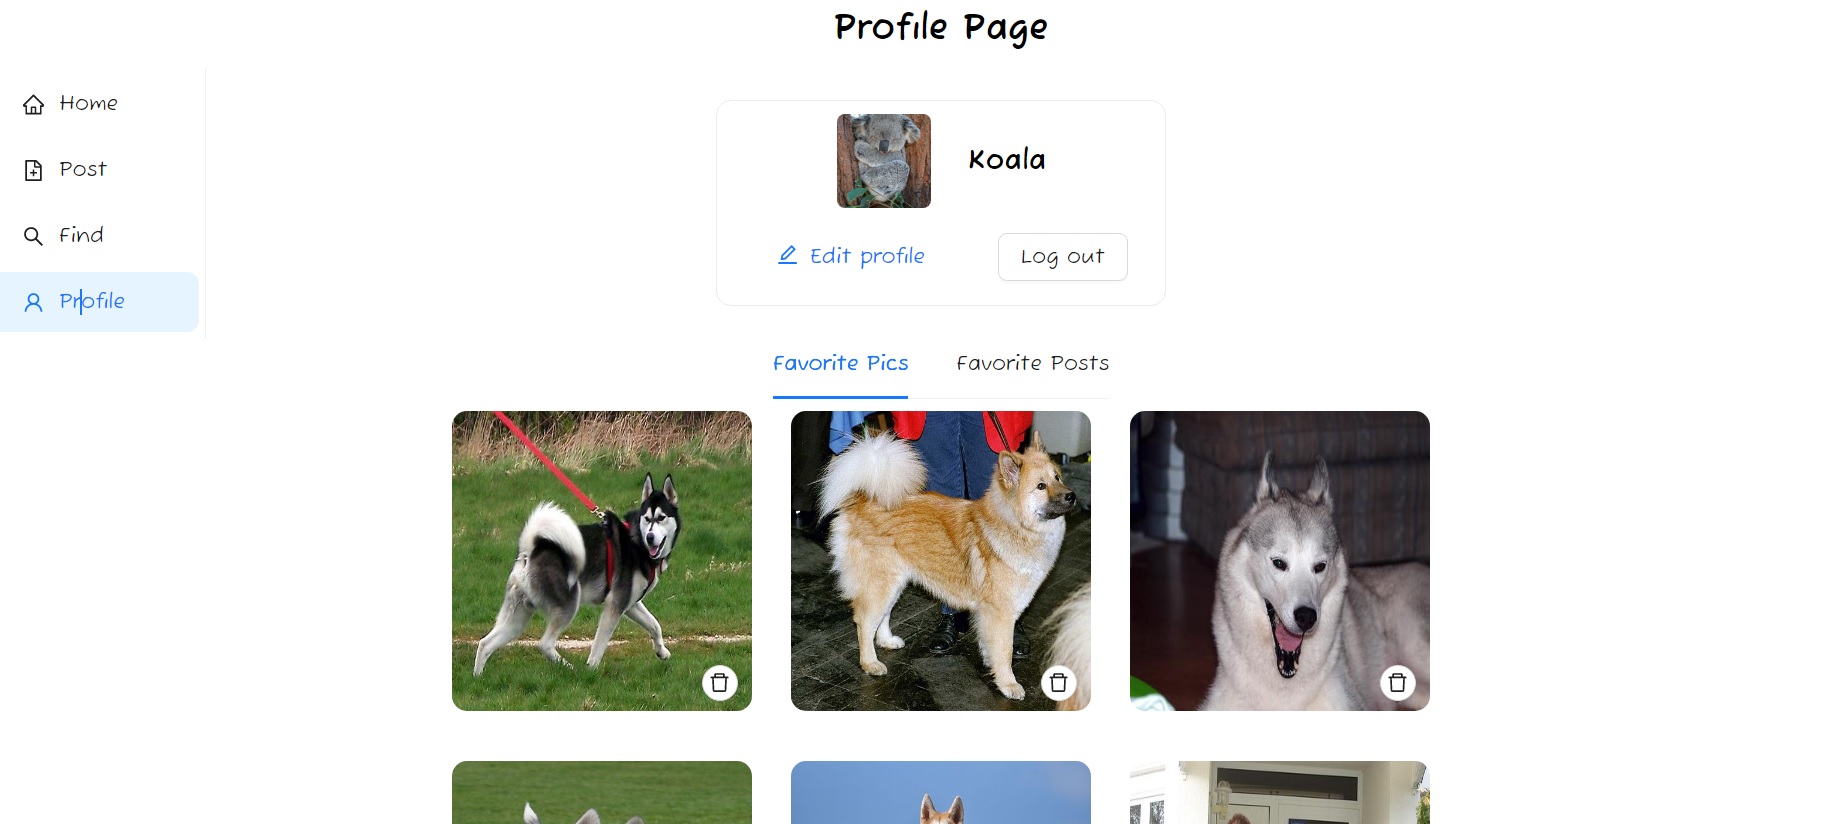 Profile Page
Home
Post
Find
Profile
Koala
Edit profile
Log out
Favorite Pics
Favorite Posts